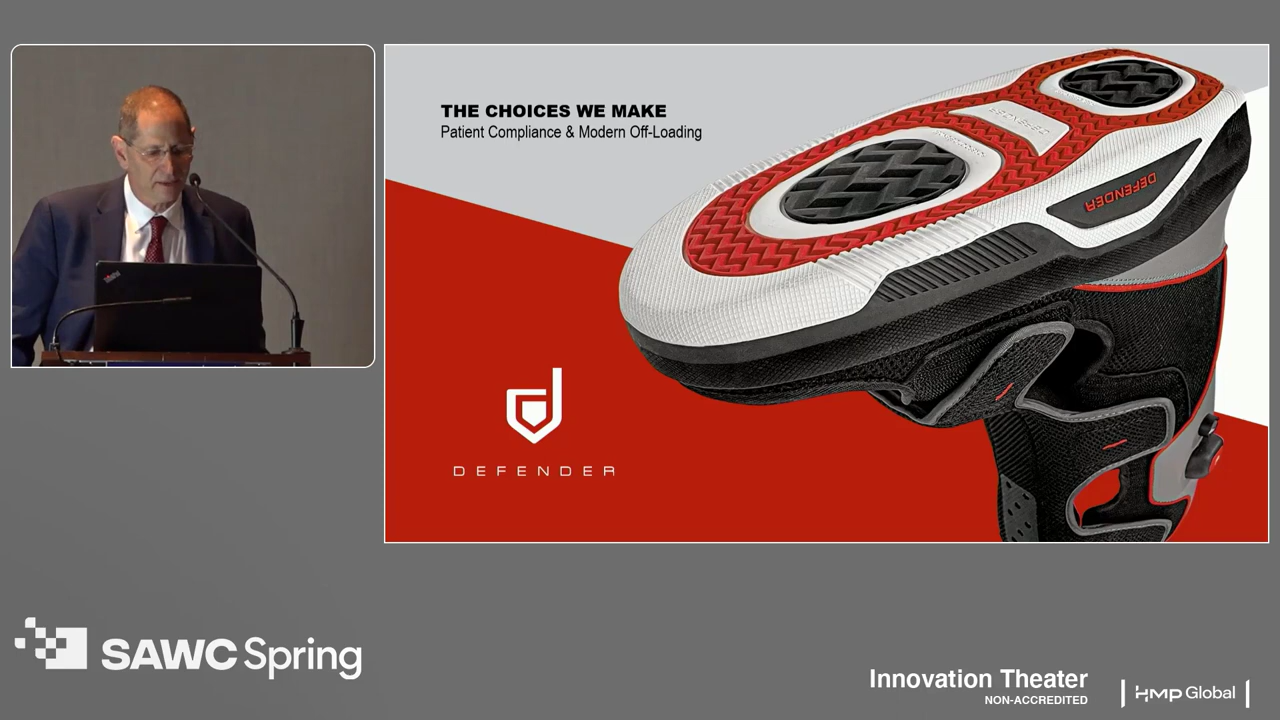 THE CHOICES WE MAKE
Patient Compliance & Modern Off-Loading
DEFENDER
DEFENDER
SAWC Spring
Innovation Theater
NON-ACCREDITED
HMP Global